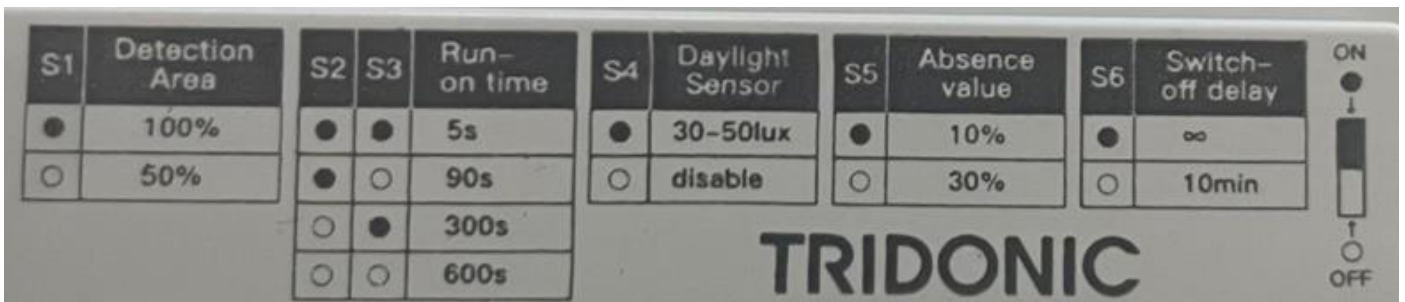 S1 Detection Area
● 100%
○ 50%
S2 S3 Run-on time
● ● 5s
● ○ 90s
○ ● 300s
○ ○ 600s
S4 Daylight Sensor
● 30-50lux
○ disable
S5 Absence value
● 10%
○ 30%
S6 Switch-off delay
● ∞
○ 10min
ON
●
↓
↑
○
OFF
TRIDONIC